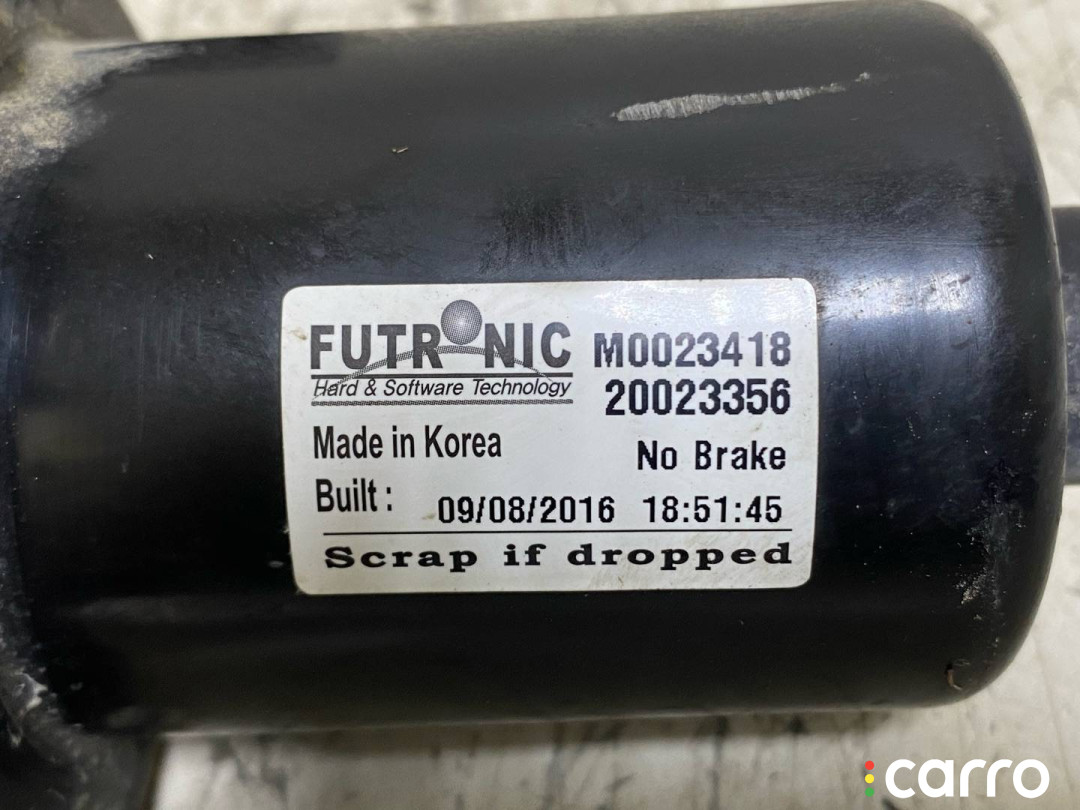 FUTRONIC
Hard & Software Technology
M0023418
20023356
Made in Korea
No Brake
Built : 09/08/2016 18:51:45
Scrap if dropped
carro